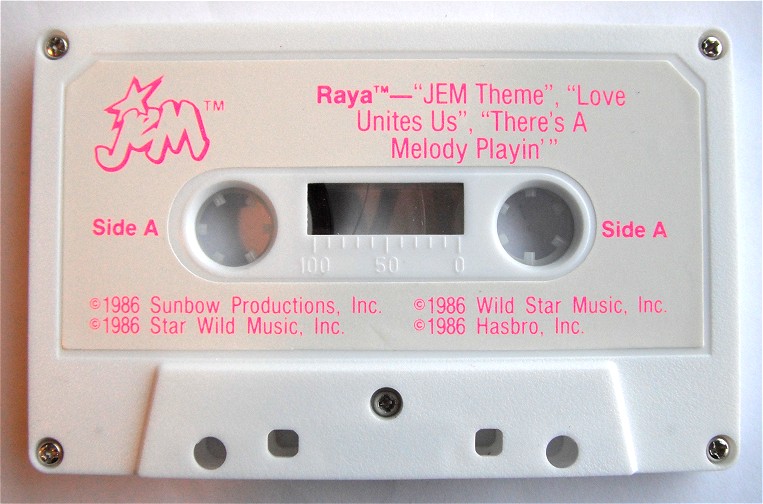 JEM™
Raya™—“JEM Theme”, “Love
Unites Us”, “There's A
Melody Playin'”
Side A
Side A
100 50 0
©1986 Sunbow Productions, Inc. ©1986 Wild Star Music, Inc.
©1986 Star Wild Music, Inc. ©1986 Hasbro, Inc.